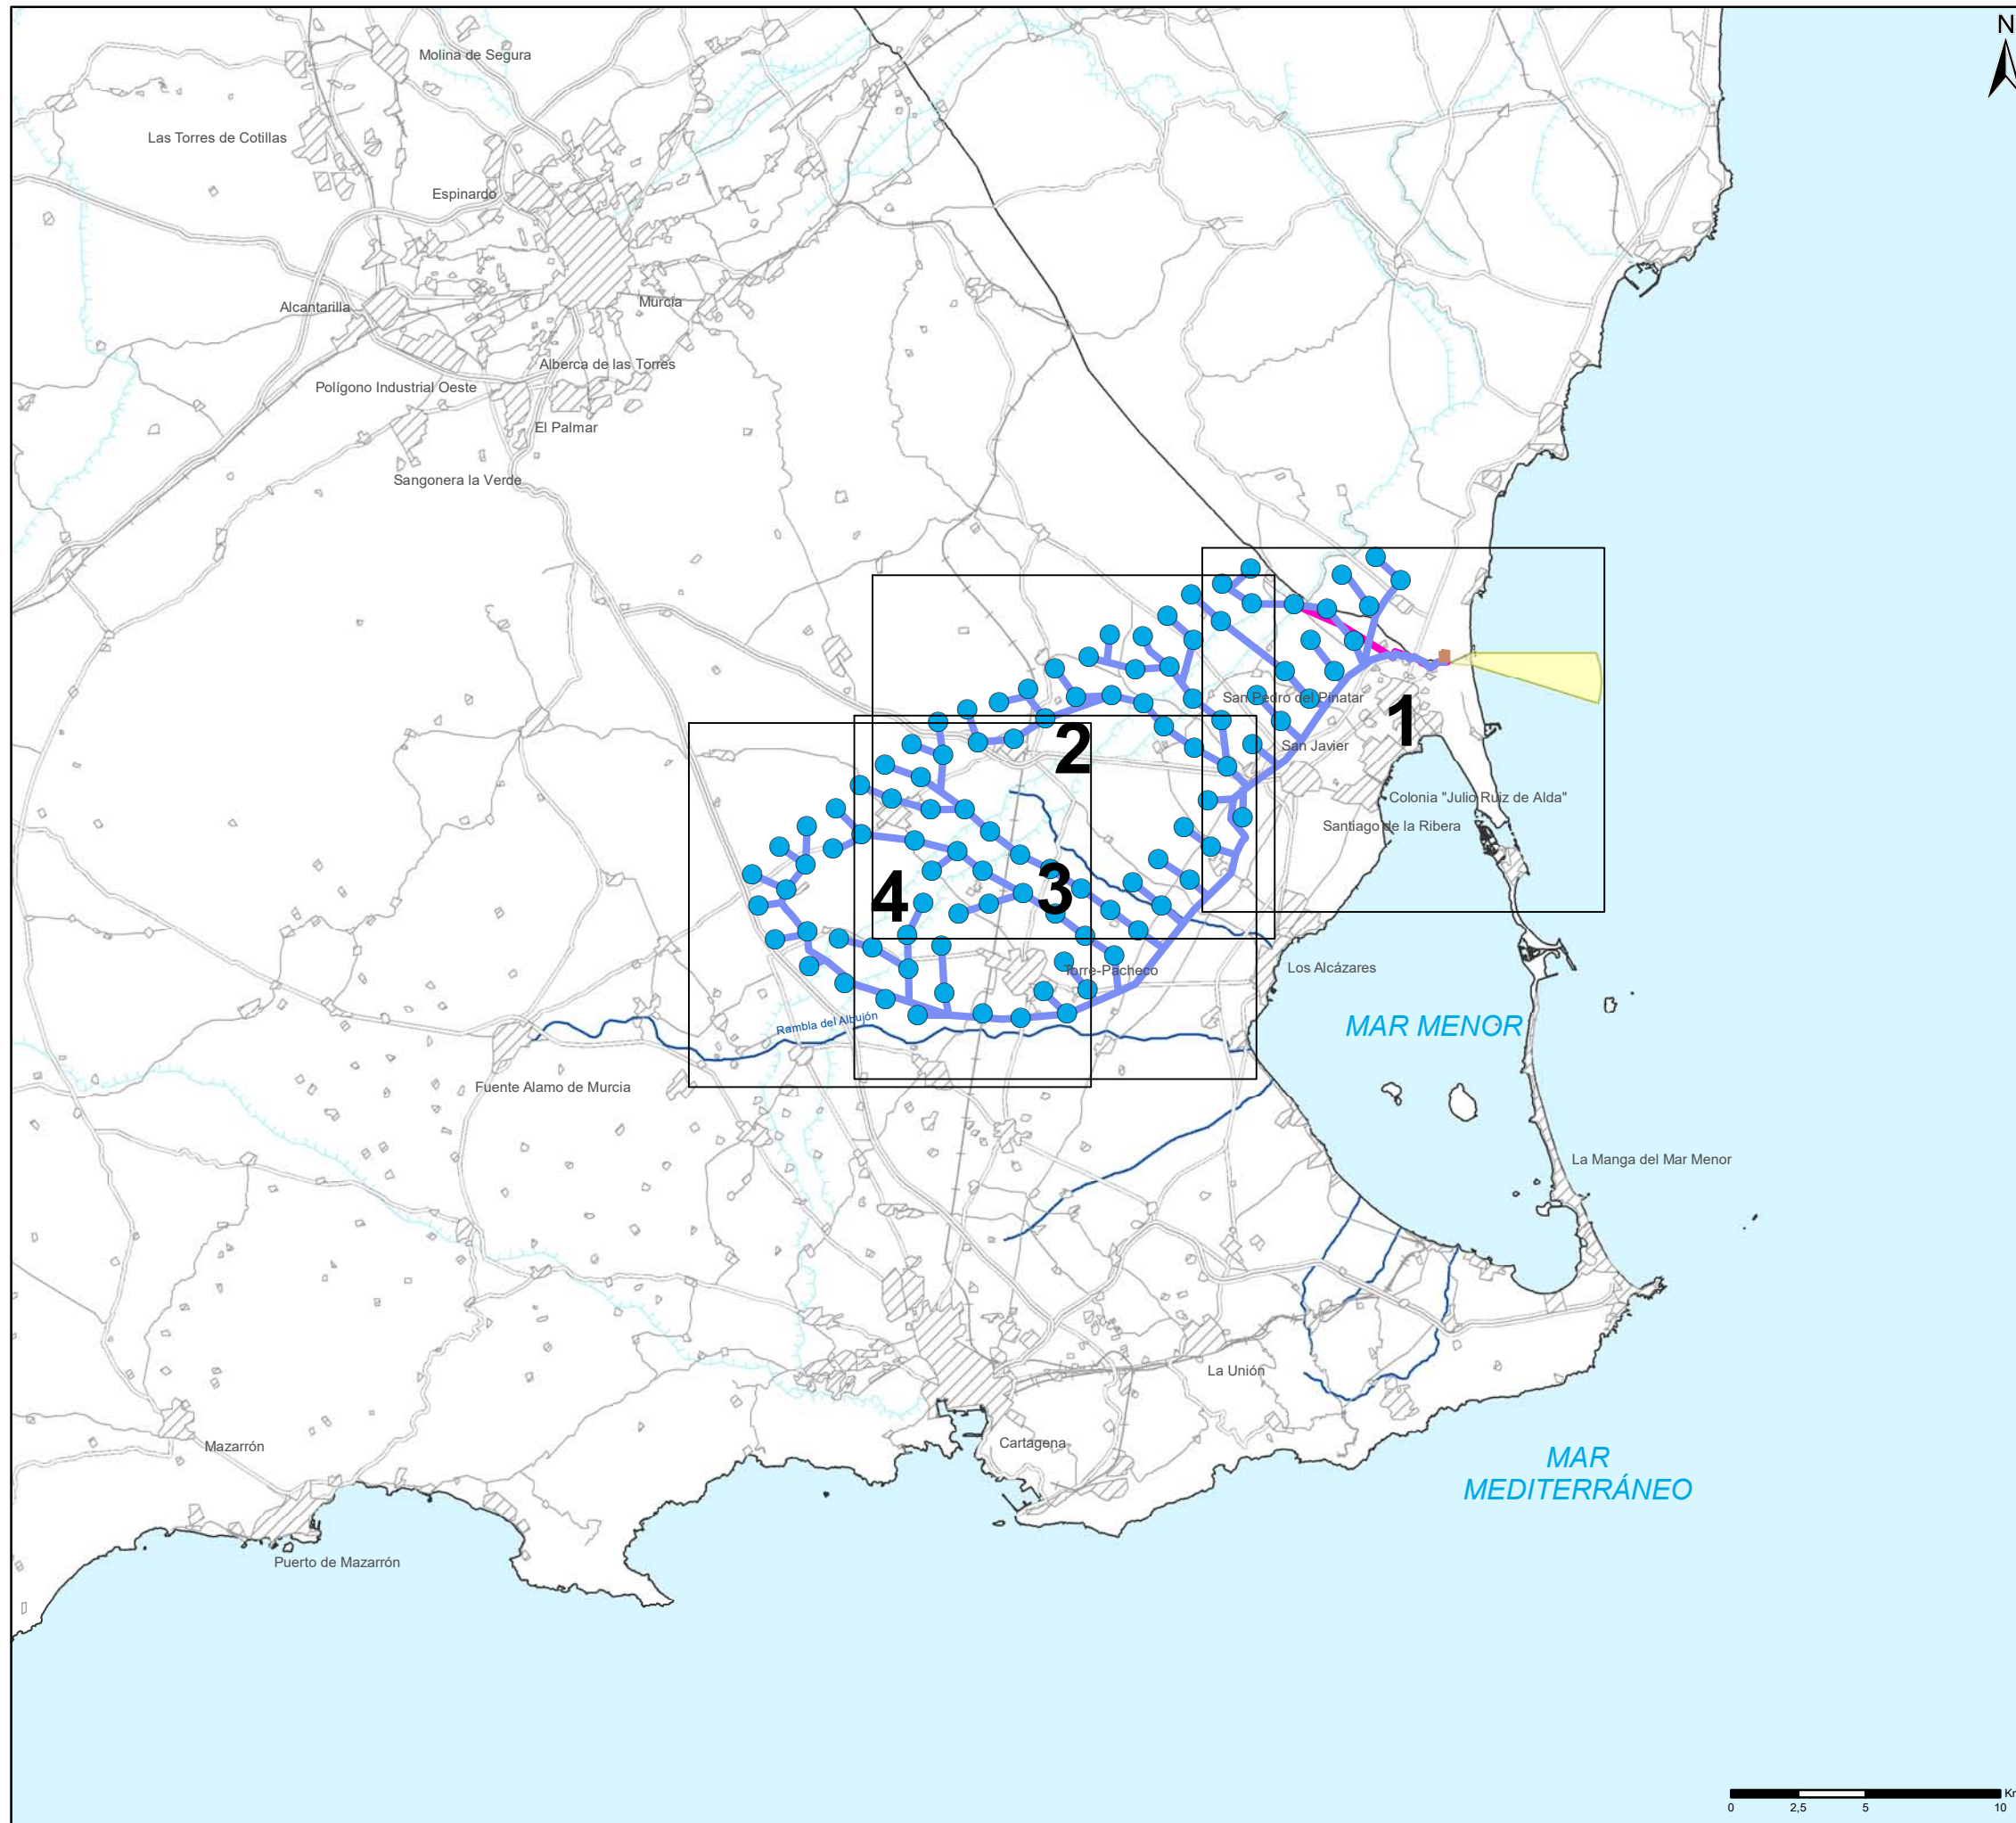 N
Molina de Segura
Las Torres de Cotillas
Espinardo
Murcia
Alcantarilla
Alberca de las Torres
Polígono Industrial Oeste
El Palmar
Sangonera la Verde
San Pedro del Pinatar
1
San Javier
2
Colonia "Julio Ruiz de Alda"
Santiago de la Ribera
4
3
Torre-Pacheco
Los Alcázares
Rambla del Albujón
MAR MENOR
Fuente Alamo de Murcia
La Manga del Mar Menor
La Unión
Cartagena
Mazarrón
MAR
MEDITERRÁNEO
Puerto de Mazarrón
0 2,5 5 10